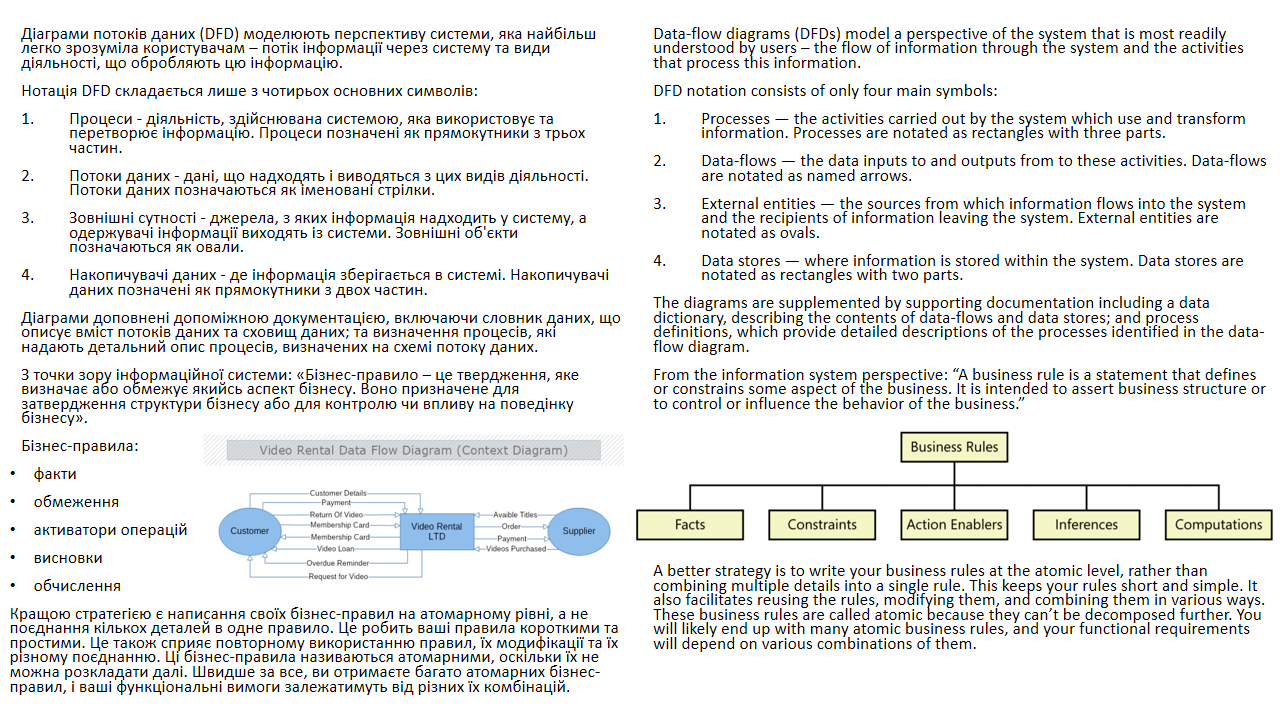 Діаграми потоків даних (DFD) моделюють перспективу системи, яка найбільш
легко зрозуміла користувачам – потік інформації через систему та види
діяльності, що обробляють цю інформацію.
Нотація DFD складається лише з чотирьох основних символів:
1. Процеси - діяльність, здійснювана системою, яка використовує та
перетворює інформацію. Процеси позначені як прямокутники з трьох
частин.
2. Потоки даних - дані, що надходять і виводяться з цих видів діяльності.
Потоки даних позначаються як іменовані стрілки.
3. Зовнішні сутності - джерела, з яких інформація надходить у систему, а
одержувачі інформації виходять із системи. Зовнішні об'єкти
позначаються як овали.
4. Накопичувачі даних - де інформація зберігається в системі. Накопичувачі
даних позначені як прямокутники з двох частин.
Діаграми доповнені допоміжною документацією, включаючи словник даних, що
описує вміст потоків даних та сховищ даних; та визначення процесів, які
надають детальний опис процесів, визначених на схемі потоку даних.
З точки зору інформаційної системи: «Бізнес-правило – це твердження, яке
визначає або обмежує якийсь аспект бізнесу. Воно призначене для
затвердження структури бізнесу або для контролю чи впливу на поведінку
бізнесу».
Бізнес-правила:
• факти
• обмеження
• активатори операцій
• висновки
• обчислення
Video Rental Data Flow Diagram (Context Diagram)
Customer Details
Payment
Return Of Video
Membership Card
Membership Card
Video Loan
Overdue Reminder
Request for Video
Customer
Video Rental
LTD
Avaible Titles
Order
Payment
Videos Purchased
Supplier
Кращою стратегією є написання своїх бізнес-правил на атомарному рівні, а не
поєднання кількох деталей в одне правило. Це робить ваші правила короткими та
простими. Це також сприяє повторному використанню правил, їх модифікації та їх
різному поєднанню. Ці бізнес-правила називаються атомарними, оскільки їх не
можна розкладати далі. Швидше за все, ви отримаєте багато атомарних бізнес-
правил, і ваші функціональні вимоги залежатимуть від різних їх комбінацій.
Data-flow diagrams (DFDs) model a perspective of the system that is most readily
understood by users – the flow of information through the system and the activities
that process this information.
DFD notation consists of only four main symbols:
1. Processes — the activities carried out by the system which use and transform
information. Processes are notated as rectangles with three parts.
2. Data-flows — the data inputs to and outputs from to these activities. Data-flows
are notated as named arrows.
3. External entities — the sources from which information flows into the system
and the recipients of information leaving the system. External entities are
notated as ovals.
4. Data stores — where information is stored within the system. Data stores are
notated as rectangles with two parts.
The diagrams are supplemented by supporting documentation including a data
dictionary, describing the contents of data-flows and data stores; and process
definitions, which provide detailed descriptions of the processes identified in the data-
flow diagram.
From the information system perspective: “A business rule is a statement that defines
or constrains some aspect of the business. It is intended to assert business structure or
to control or influence the behavior of the business.”
Business Rules
Facts
Constraints
Action Enablers
Inferences
Computations
A better strategy is to write your business rules at the atomic level, rather than
combining multiple details into a single rule. This keeps your rules short and simple. It
also facilitates reusing the rules, modifying them, and combining them in various ways.
These business rules are called atomic because they can’t be decomposed further. You
will likely end up with many atomic business rules, and your functional requirements
will depend on various combinations of them.